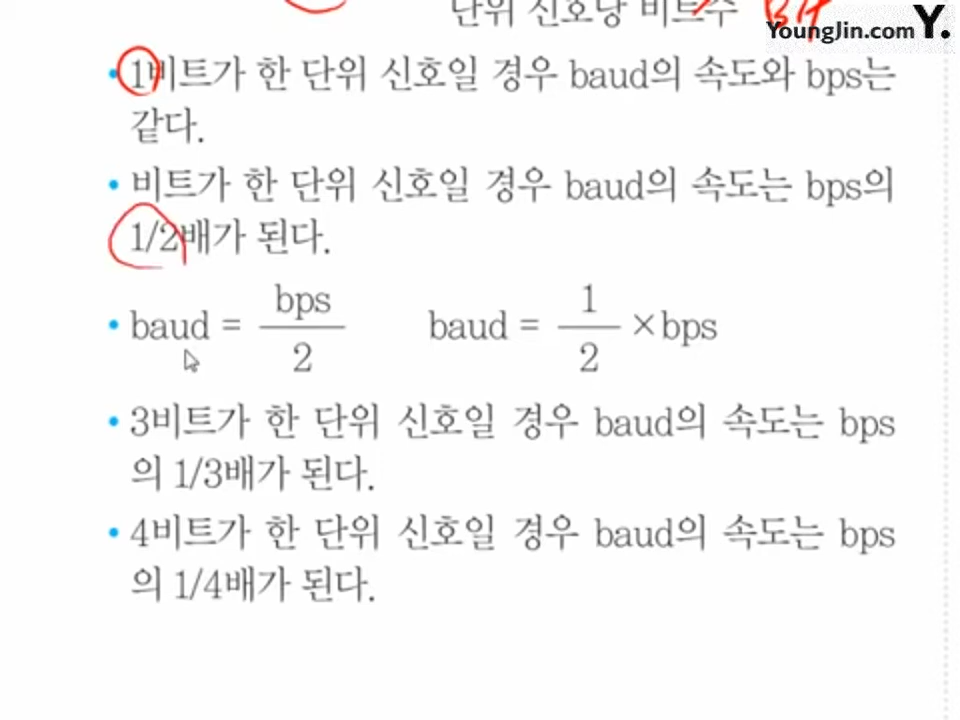 단위 신호당 비트수 Bit
YoungJin.com Y.
• 1비트가 한 단위 신호일 경우 baud의 속도와 bps는
같다.
• 비트가 한 단위 신호일 경우 baud의 속도는 bps의
1/2배가 된다.
• baud = bps/2 baud = 1/2 ×bps
• 3비트가 한 단위 신호일 경우 baud의 속도는 bps
의 1/3배가 된다.
• 4비트가 한 단위 신호일 경우 baud의 속도는 bps
의 1/4배가 된다.